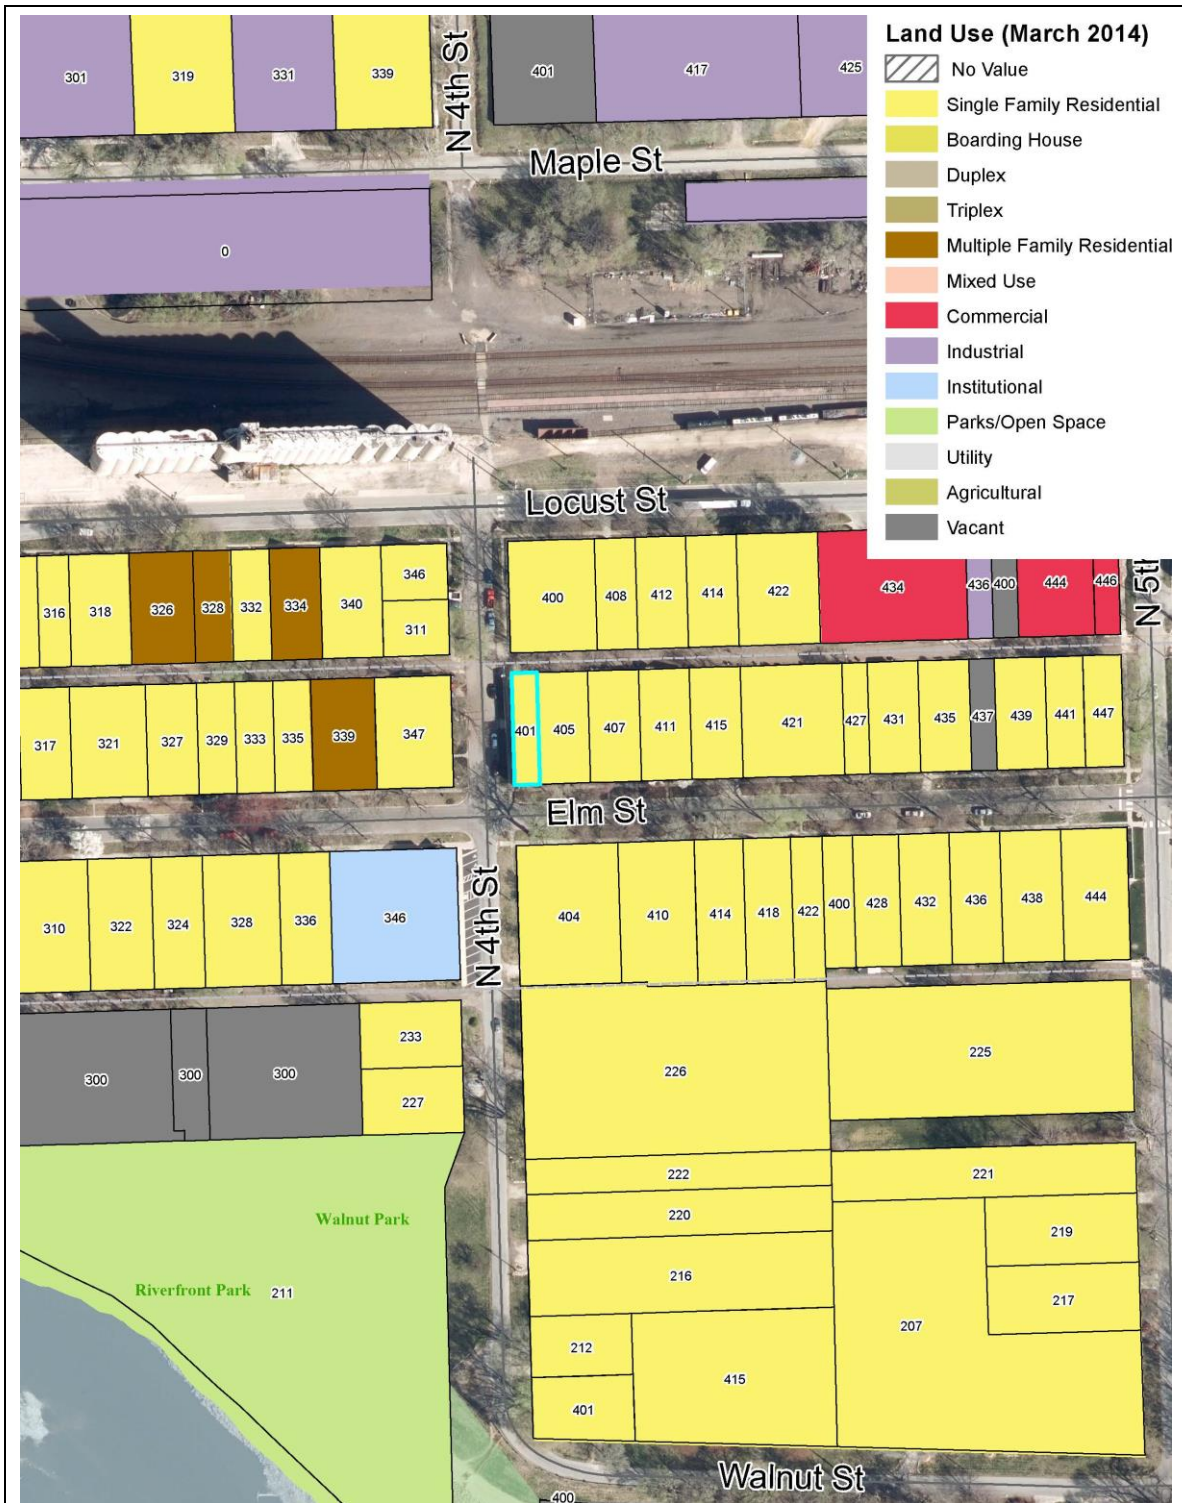 Land Use (March 2014)
No Value
Single Family Residential
Boarding House
Duplex
Triplex
Multiple Family Residential
Mixed Use
Commercial
Industrial
Institutional
Parks/Open Space
Utility
Agricultural
Vacant
301 319 331 339 N 4th St 401 417 425
Maple St
0
Locust St
316 318 326 328 332 334 340 346 311 400 408 412 414 422 434 436 400 444 446 N 5th
317 321 327 329 333 335 339 347 401 405 407 411 415 421 427 431 435 437 439 441 447
Elm St
310 322 324 328 336 346 N 4th St 404 410 414 418 422 400 428 432 436 438 444
300 300 300 233 227 226 225
222 221
220 219
Walnut Park
Riverfront Park 211 216 217
212 207
415
401
Walnut St
400